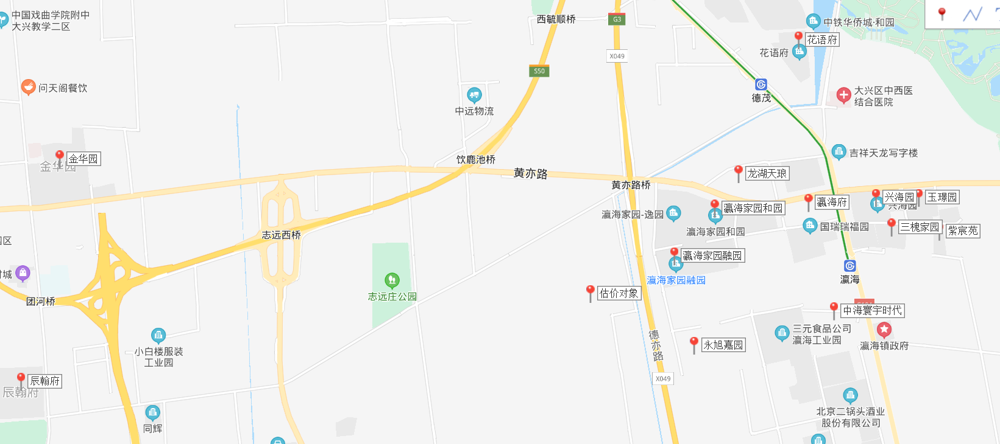 中国戏曲学院附中
大兴教学二区
西毓顺桥
G3
中铁华侨城·和园
花语府
花语府
X049
S50
问天阁餐饮
德茂
大兴区中西医
结合医院
中远物流
金华园
金华园
饮鹿池桥
吉祥天龙写字楼
黄亦路
龙湖天琅
黄亦路桥
瀛海府
兴海园
兴海园
玉璟园
瀛海家园和园
瀛海家园-逸园
瀛海家园和园
国瑞瑞福园
三槐家园
紫宸苑
志远西桥
区
瀛海家园融园
瀛海家园融园
城
瀛海
估价对象
志远庄公园
团河桥
中海寰宇时代
三元食品公司
瀛海工业园
瀛海镇政府
德亦路
永旭嘉园
小白楼服装
工业园
辰翰府
辰翰府
X049
北京二锅头酒业
股份有限公司
同辉